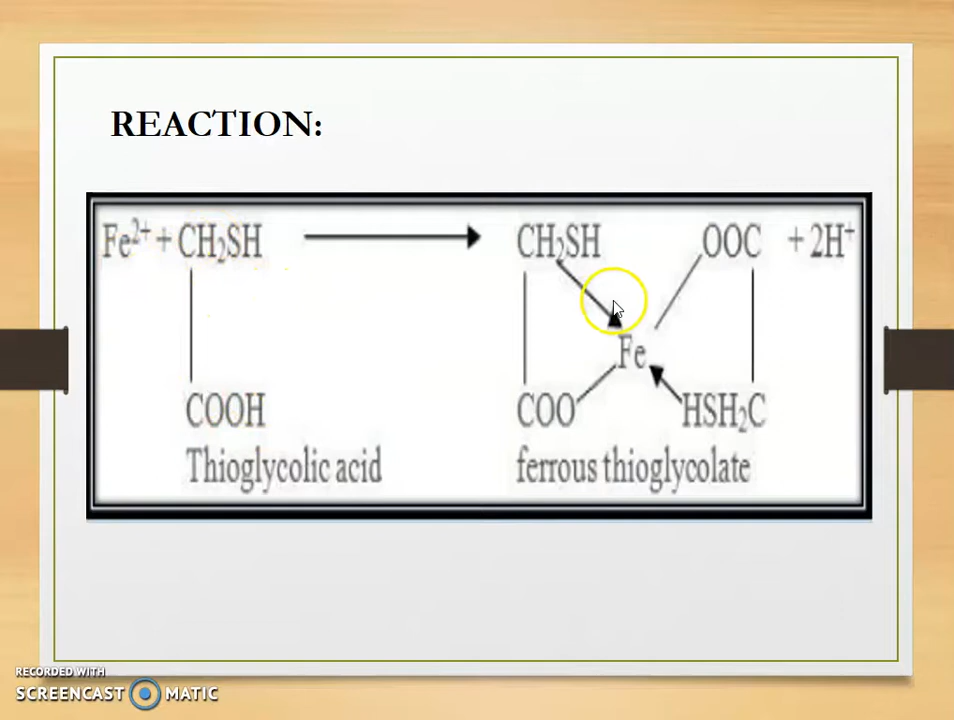 REACTION:
Fe²⁺ + CH₂SH CH₂SH OOC + 2H⁺
Fe
COOH COO HSH₂C
Thioglycolic acid ferrous thioglycolate
RECORDED WITH
SCREENCAST MATIC